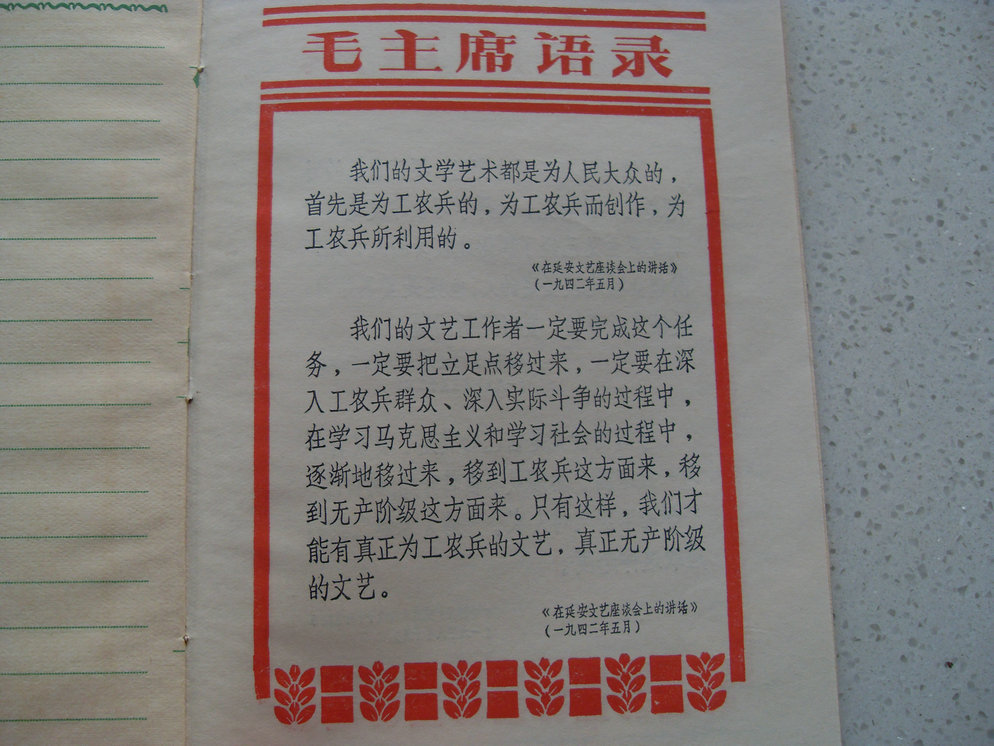 毛主席语录
我们的文学艺术都是为人民大众的，
首先是为工农兵的，为工农兵而创作，为
工农兵所利用的。
《在延安文艺座谈会上的讲话》
(一九四二年五月)
我们的文艺工作者一定要完成这个任
务，一定要把立足点移过来，一定要在深
入工农兵群众、深入实际斗争的过程中，
在学习马克思主义和学习社会的过程中，
逐渐地移过来，移到工农兵这方面来，移
到无产阶级这方面来。只有这样，我们才
能有真正为工农兵的文艺，真正无产阶级
的文艺。
《在延安文艺座谈会上的讲话》
(一九四二年五月)